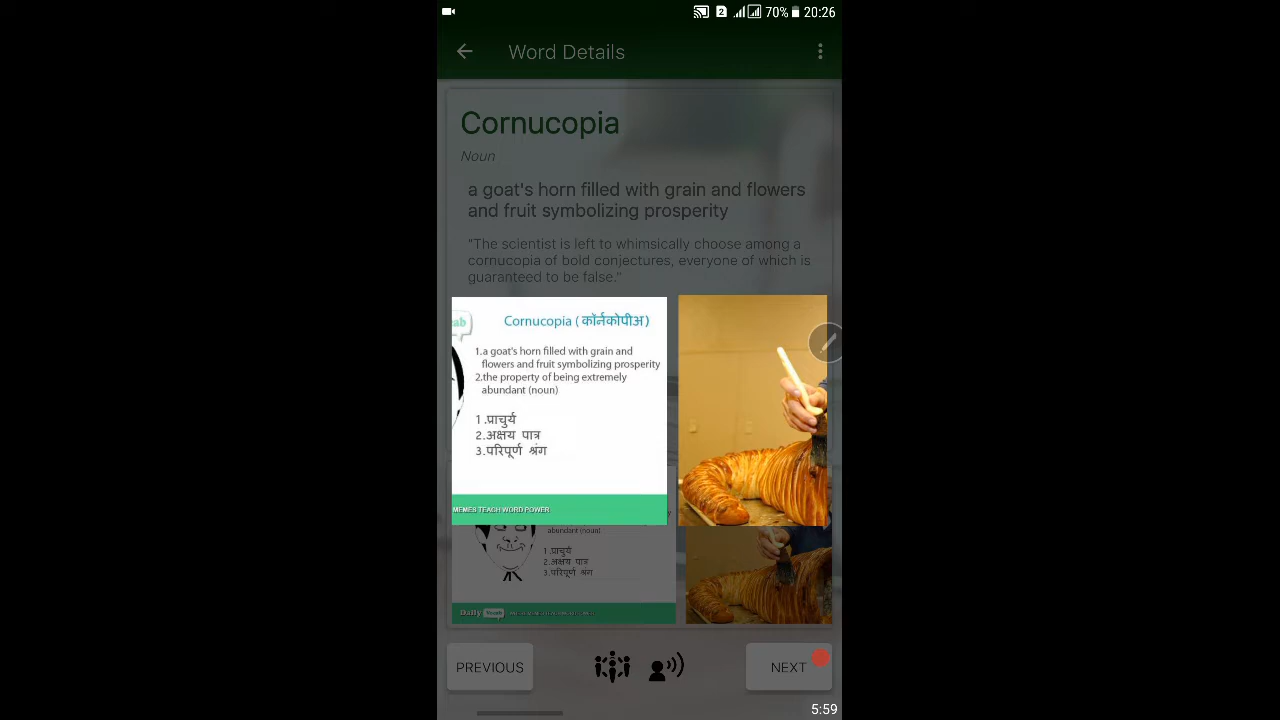 2 70% 20:26
Word Details
Cornucopia
Noun
a goat's horn filled with grain and flowers
and fruit symbolizing prosperity
"The scientist is left to whimsically choose among a
cornucopia of bold conjectures, everyone of which is
guaranteed to be false."
ab
Cornucopia ( कॉर्नकोपीअ)
1.a goat's horn filled with grain and
flowers and fruit symbolizing prosperity
2.the property of being extremely
abundant (noun)
1.प्राचुर्य
2.अक्षय पात्र
3.परिपूर्ण श्रंग
MEMES TEACH WORD POWER
abundant (noun)
1.प्राचुर्य
2.अक्षय पात्र
3.परिपूर्ण श्रंग
Daily Vocab
PREVIOUS
NEXT
5:59